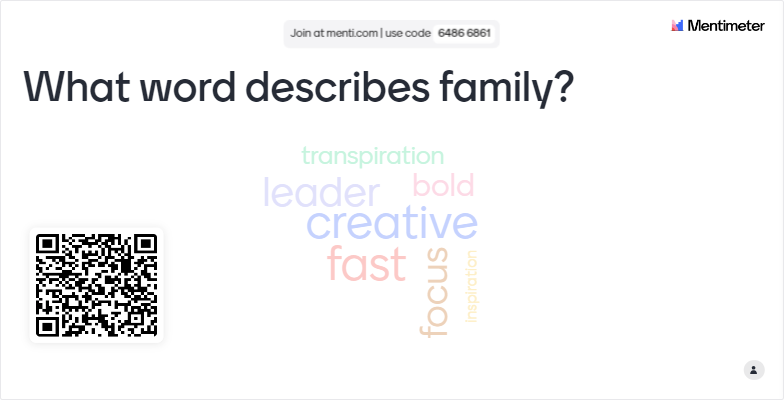 Join at menti.com | use code 6486 6861
Mentimeter
What word describes family?
transpiration
leader
bold
creative
fast
focus
inspiration